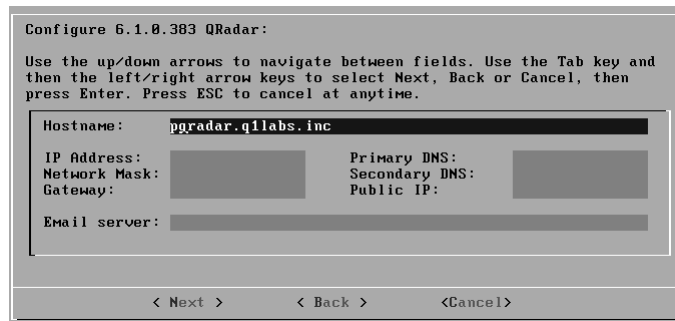 Configure 6.1.0.383 QRadar:
Use the up/down arrows to navigate between fields. Use the Tab key and
then the left/right arrow keys to select Next, Back or Cancel, then
press Enter. Press ESC to cancel at anytime.
Hostname: pqradar.q1labs.inc
IP Address: Primary DNS:
Network Mask: Secondary DNS:
Gateway: Public IP:
Email server:
< Next > < Back > <Cancel>